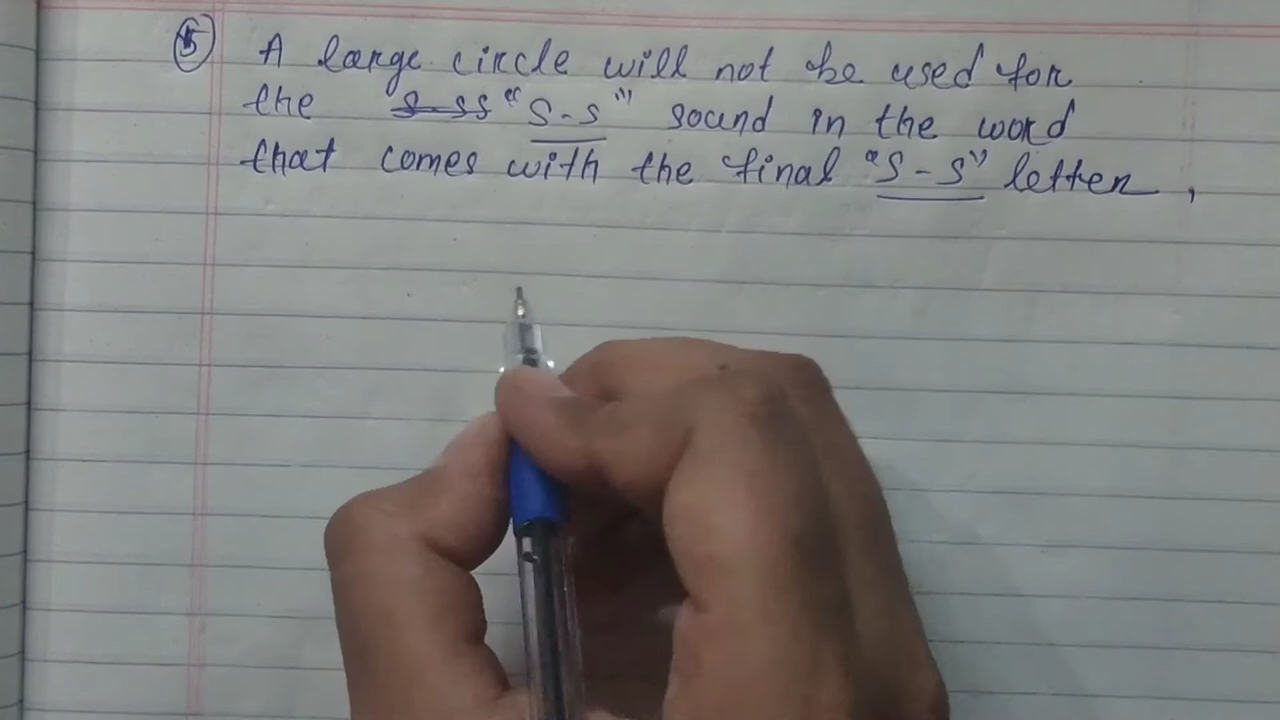 ⑤ A large circle will not be used for
the s-ss "S-s" sound in the word
that comes with the final "S-s" letter,